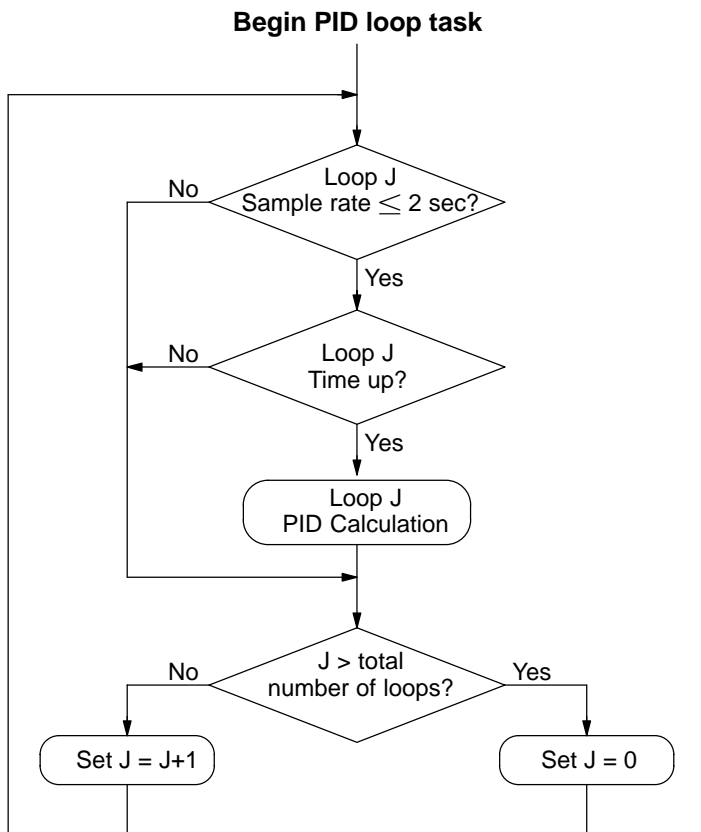 Begin PID loop task
Loop J
Sample rate ≤ 2 sec?
No
Yes
Loop J
Time up?
No
Yes
Loop J
PID Calculation
J > total
number of loops?
No
Yes
Set J = J+1
Set J = 0